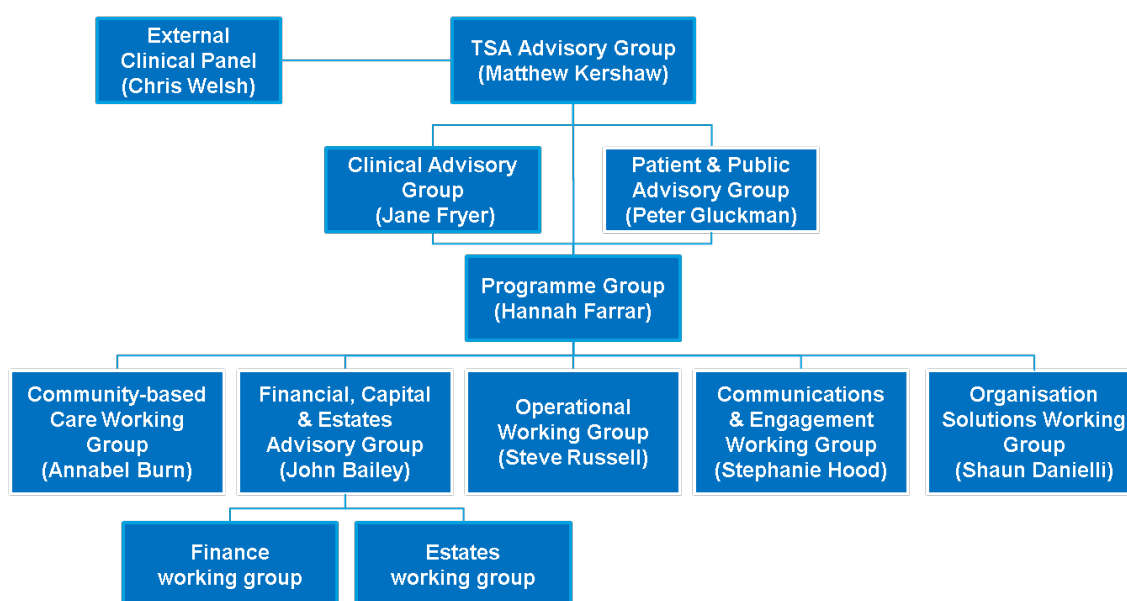 External
Clinical Panel
(Chris Welsh)
TSA Advisory Group
(Matthew Kershaw)
Clinical Advisory
Group
(Jane Fryer)
Patient & Public
Advisory Group
(Peter Gluckman)
Programme Group
(Hannah Farrar)
Community-based
Care Working
Group
(Annabel Burn)
Financial, Capital
& Estates
Advisory Group
(John Bailey)
Operational
Working Group
(Steve Russell)
Communications
& Engagement
Working Group
(Stephanie Hood)
Organisation
Solutions Working
Group
(Shaun Danielli)
Finance
working group
Estates
working group